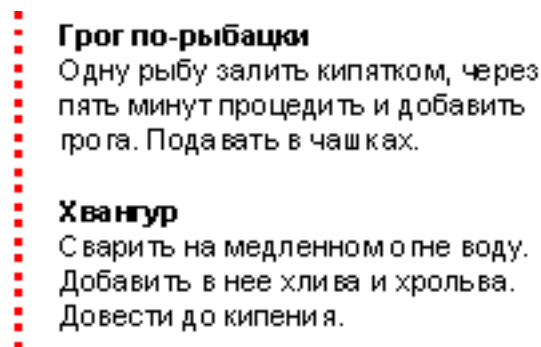 Грог по-рыбацки
Одну рыбу залить кипятком, через
пять минут процедить и добавить
грога. Подавать в чашках.
Хвангур
Сварить на медленном огне воду.
Добавить в нее хлива и хрольва.
Довести до кипения.